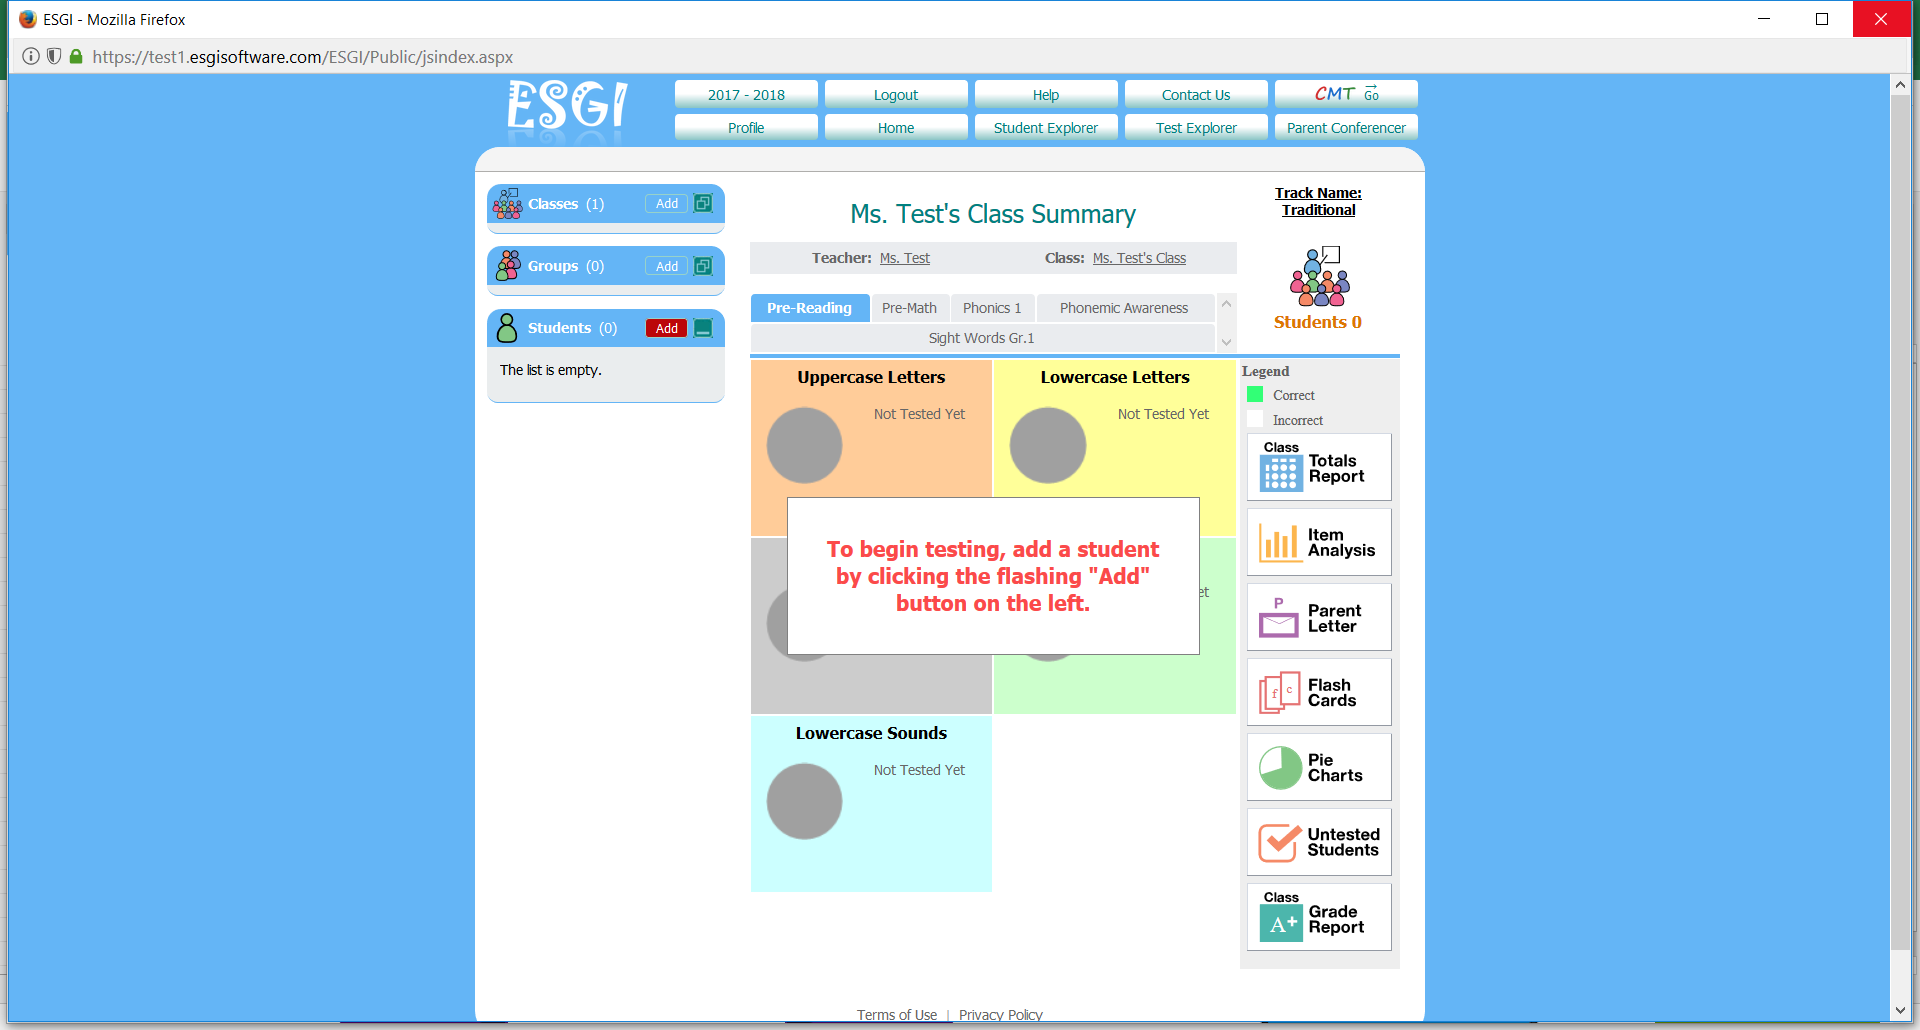 ESGI - Mozilla Firefox
https://test1.esgisoftware.com/ESGI/Public/jsindex.aspx
ESGI
2017 - 2018
Logout
Help
Contact Us
CMT Go
Profile
Home
Student Explorer
Test Explorer
Parent Conferencer
Classes (1)
Add
Groups (0)
Add
Students (0)
Add
The list is empty.
Ms. Test's Class Summary
Teacher: Ms. Test
Class: Ms. Test's Class
Track Name:
Traditional
Students 0
Pre-Reading
Pre-Math
Phonics 1
Phonemic Awareness
Sight Words Gr.1
Uppercase Letters
Not Tested Yet
Lowercase Letters
Not Tested Yet
To begin testing, add a student
by clicking the flashing "Add"
button on the left.
et
Lowercase Sounds
Not Tested Yet
Legend
Correct
Incorrect
Class
Totals
Report
Item
Analysis
P
Parent
Letter
f c
Flash
Cards
Pie
Charts
Untested
Students
Class
A+
Grade
Report
Terms of Use | Privacy Policy